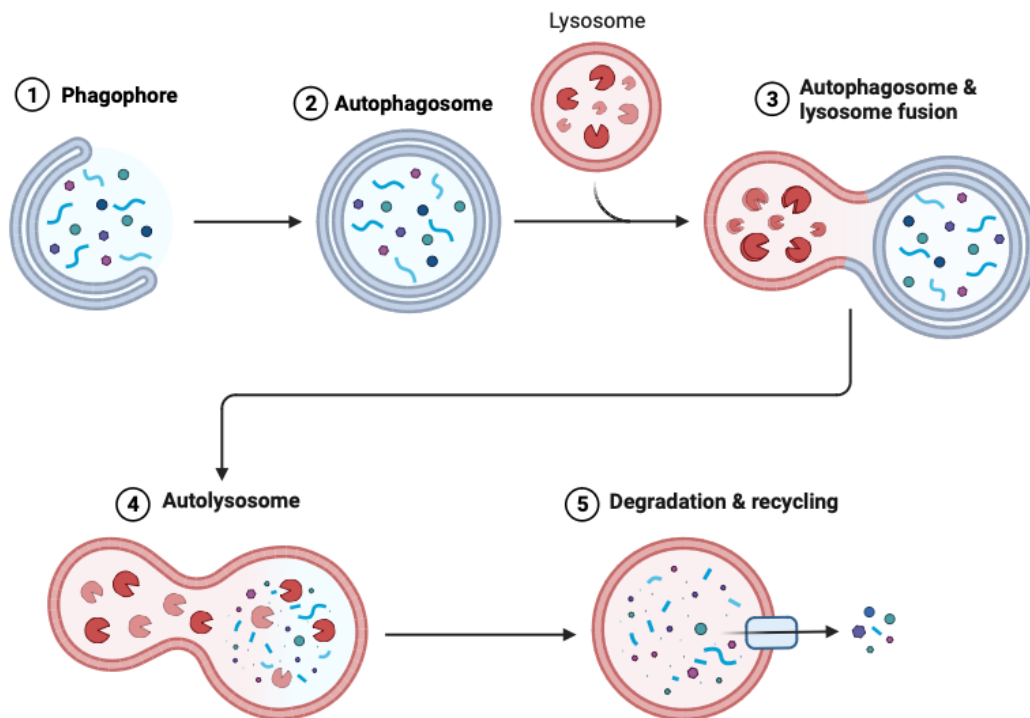 Lysosome
1 Phagophore
2 Autophagosome
3 Autophagosome &
lysosome fusion
4 Autolysosome
5 Degradation & recycling